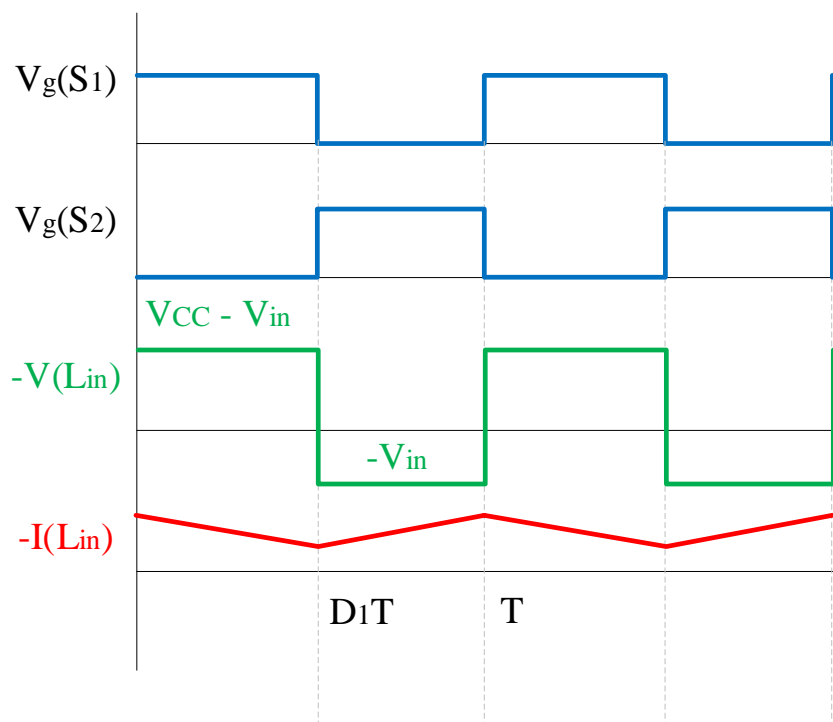 Vg(S1)
Vg(S2)
VCC - Vin
-V(Lin)
-Vin
-I(Lin)
D1T T